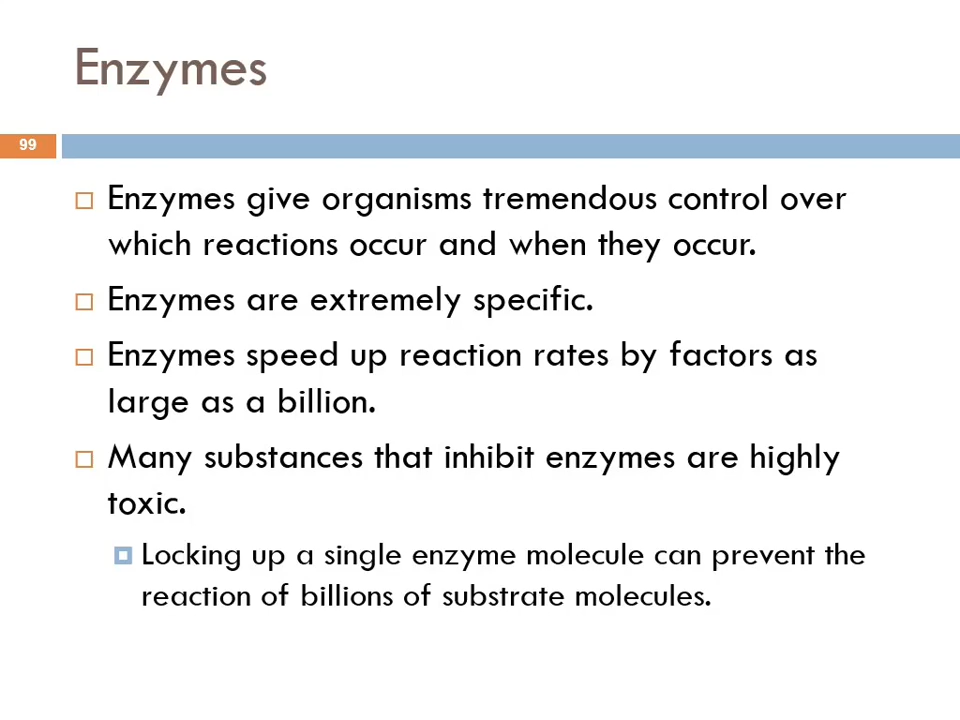 Enzymes
99
Enzymes give organisms tremendous control over
which reactions occur and when they occur.
Enzymes are extremely specific.
Enzymes speed up reaction rates by factors as
large as a billion.
Many substances that inhibit enzymes are highly
toxic.
Locking up a single enzyme molecule can prevent the
reaction of billions of substrate molecules.